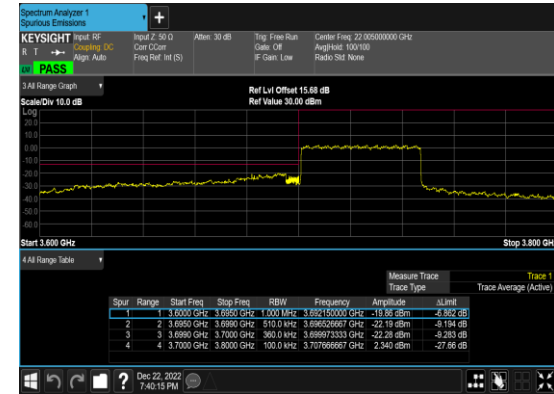 Spectrum Analyzer 1
Spurious Emissions
+
KEYSIGHT Input: RF Input Z: 50 Ω Atten: 30 dB Trig: Free Run Center Freq: 22.005000000 GHz
R T Coupling: DC Corr CCorr Gate: Off Avg|Hold: 100/100
Align: Auto Freq Ref: Int (S) IF Gain: Low Radio Std: None
PASS
3 All Range Graph Ref Lvl Offset 15.68 dB
Scale/Div 10.0 dB Ref Value 30.00 dBm
Log
20.0
10.0
0.00
-10.0
-20.0
-30.0
-40.0
-50.0
-60.0
Start 3.600 GHz Stop 3.800 GH
4 All Range Table
Measure Trace Trace 1
Trace Type Trace Average (Active)
Spur Range Start Freq Stop Freq RBW Frequency Amplitude ΔLimit
1 1 3.6000 GHz 3.6950 GHz 1.000 MHz 3.692150000 GHz -19.86 dBm -6.862 dB
2 2 3.6950 GHz 3.6990 GHz 510.0 kHz 3.696526667 GHz -22.19 dBm -9.194 dB
3 3 3.6990 GHz 3.7000 GHz 360.0 kHz 3.699973333 GHz -22.28 dBm -9.283 dB
4 4 3.7000 GHz 3.8000 GHz 100.0 kHz 3.707666667 GHz 2.340 dBm -27.66 dB
? Dec 22, 2022
7:40:15 PM